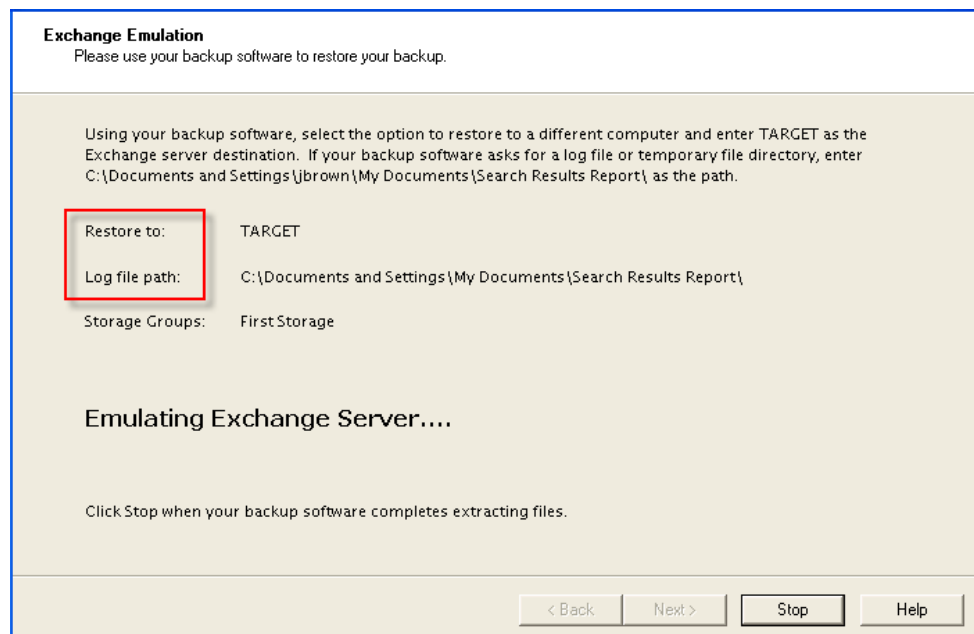 Exchange Emulation
Please use your backup software to restore your backup.
Using your backup software, select the option to restore to a different computer and enter TARGET as the
Exchange server destination. If your backup software asks for a log file or temporary file directory, enter
C:\Documents and Settings\jbrown\My Documents\Search Results Report\ as the path.
Restore to: TARGET
Log file path: C:\Documents and Settings\My Documents\Search Results Report\
Storage Groups: First Storage
Emulating Exchange Server....
Click Stop when your backup software completes extracting files.
< Back Next > Stop Help